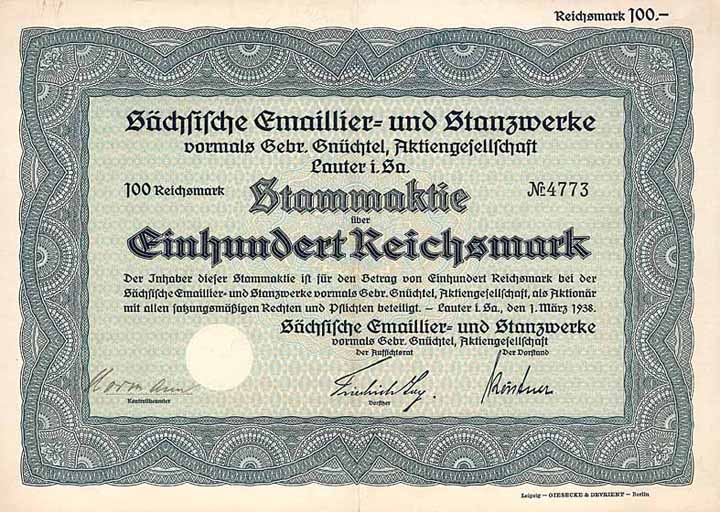 Reichsmark 100.–
Sächsische Emaillier- und Stanzwerke
vormals Gebr. Gnüchtel, Aktiengesellschaft
Lauter i. Sa.
100 Reichsmark Stammaktie № 4773
über
Einhundert Reichsmark
Der Inhaber dieser Stammaktie ist für den Betrag von Einhundert Reichsmark bei der
Sächsische Emaillier- und Stanzwerke vormals Gebr. Gnüchtel, Aktiengesellschaft, als Aktionär
mit allen satzungsmäßigen Rechten und Pflichten beteiligt. – Lauter i. Sa., den 1. März 1938.
Sächsische Emaillier- und Stanzwerke
vormals Gebr. Gnüchtel, Aktiengesellschaft
Der Aufsichtsrat Der Vorstand
Kontrollbeamter Vorsitzer
Leipzig – GIESECKE & DEVRIENT – Berlin